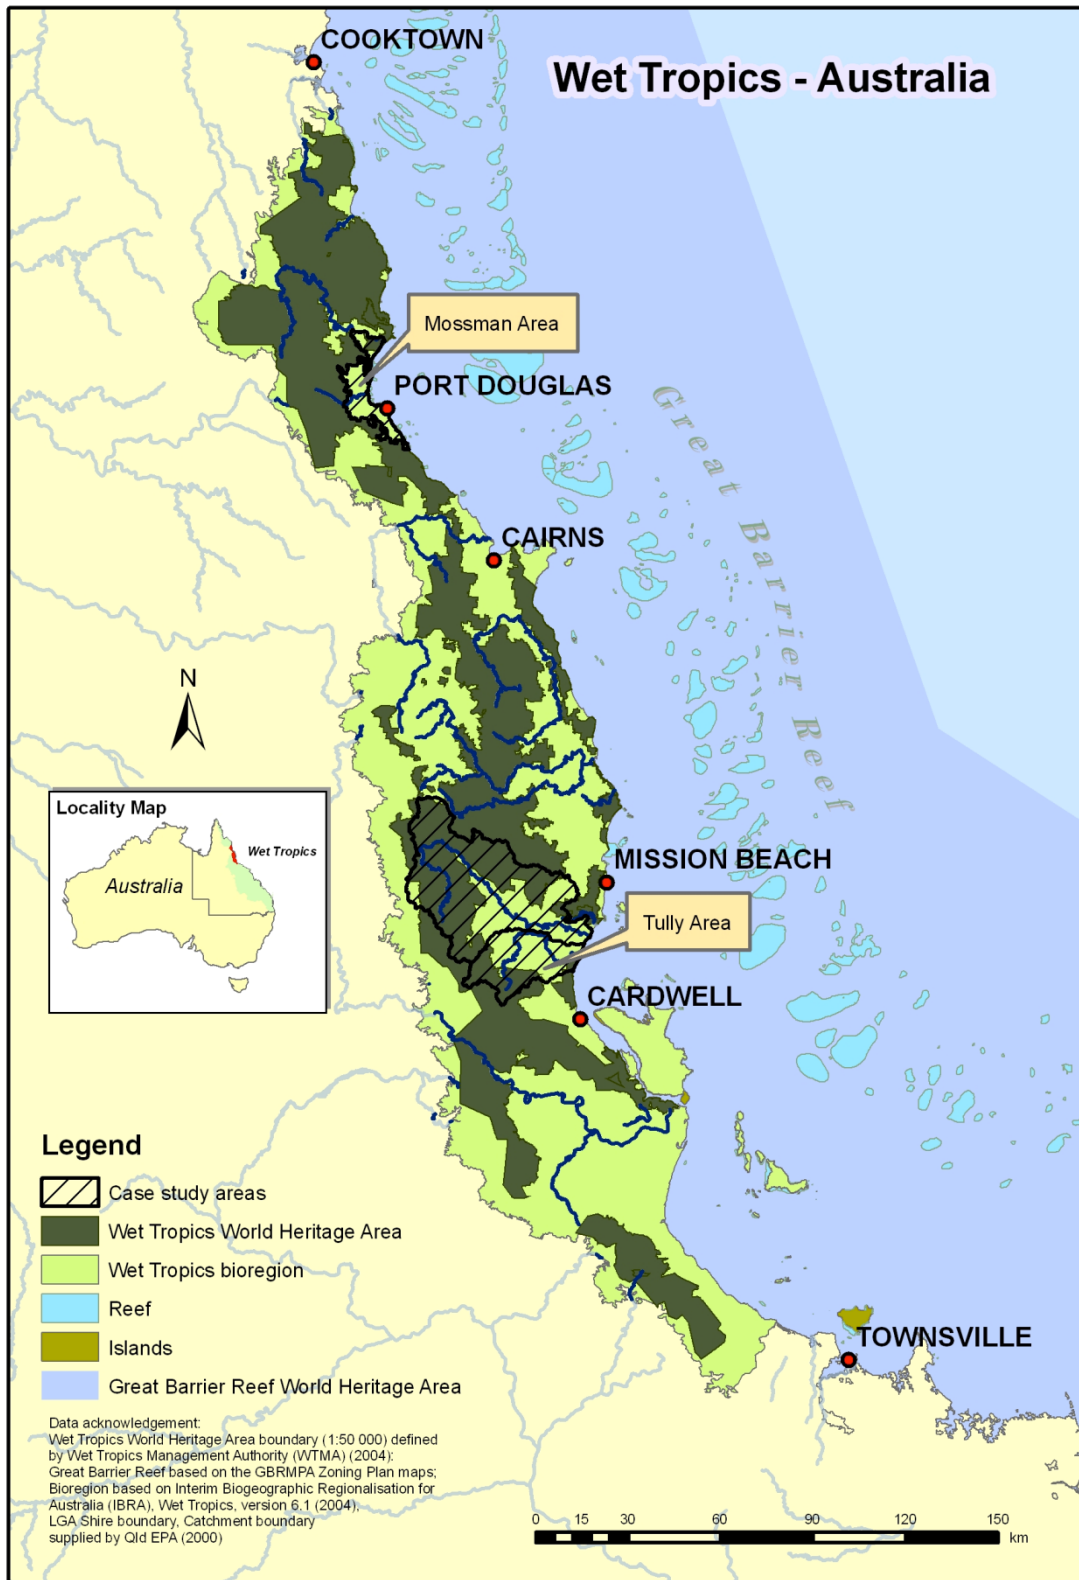 COOKTOWN
Wet Tropics - Australia
Mossman Area
PORT DOUGLAS
Great Barrier Reef
CAIRNS
N
Locality Map
Wet Tropics
Australia
MISSION BEACH
Tully Area
CARDWELL
TOWNSVILLE
Legend
Case study areas
Wet Tropics World Heritage Area
Wet Tropics bioregion
Reef
Islands
Great Barrier Reef World Heritage Area
Data acknowledgement:
Wet Tropics World Heritage Area boundary (1:50 000) defined
by Wet Tropics Management Authority (WTMA) (2004):
Great Barrier Reef based on the GBRMPA Zoning Plan maps;
Bioregion based on Interim Biogeographic Regionalisation for
Australia (IBRA), Wet Tropics, version 6.1 (2004),
LGA Shire boundary, Catchment boundary
supplied by Qld EPA (2000)
0 15 30 60 90 120 150
km